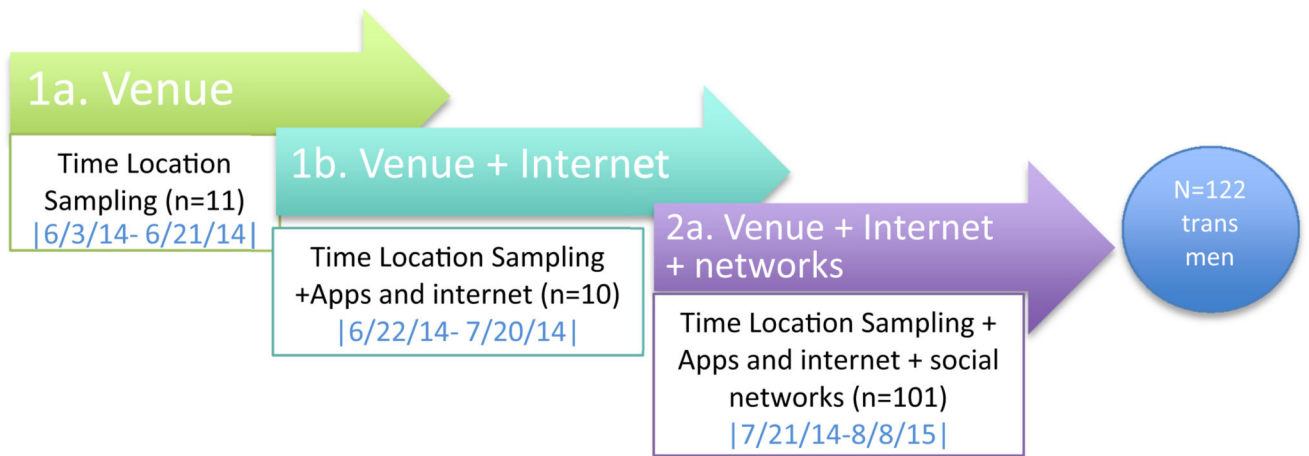 1a. Venue
Time Location
Sampling (n=11)
|6/3/14- 6/21/14|
1b. Venue + Internet
Time Location Sampling
+Apps and internet (n=10)
|6/22/14- 7/20/14|
2a. Venue + Internet
+ networks
Time Location Sampling +
Apps and internet + social
networks (n=101)
|7/21/14-8/8/15|
N=122
trans
men